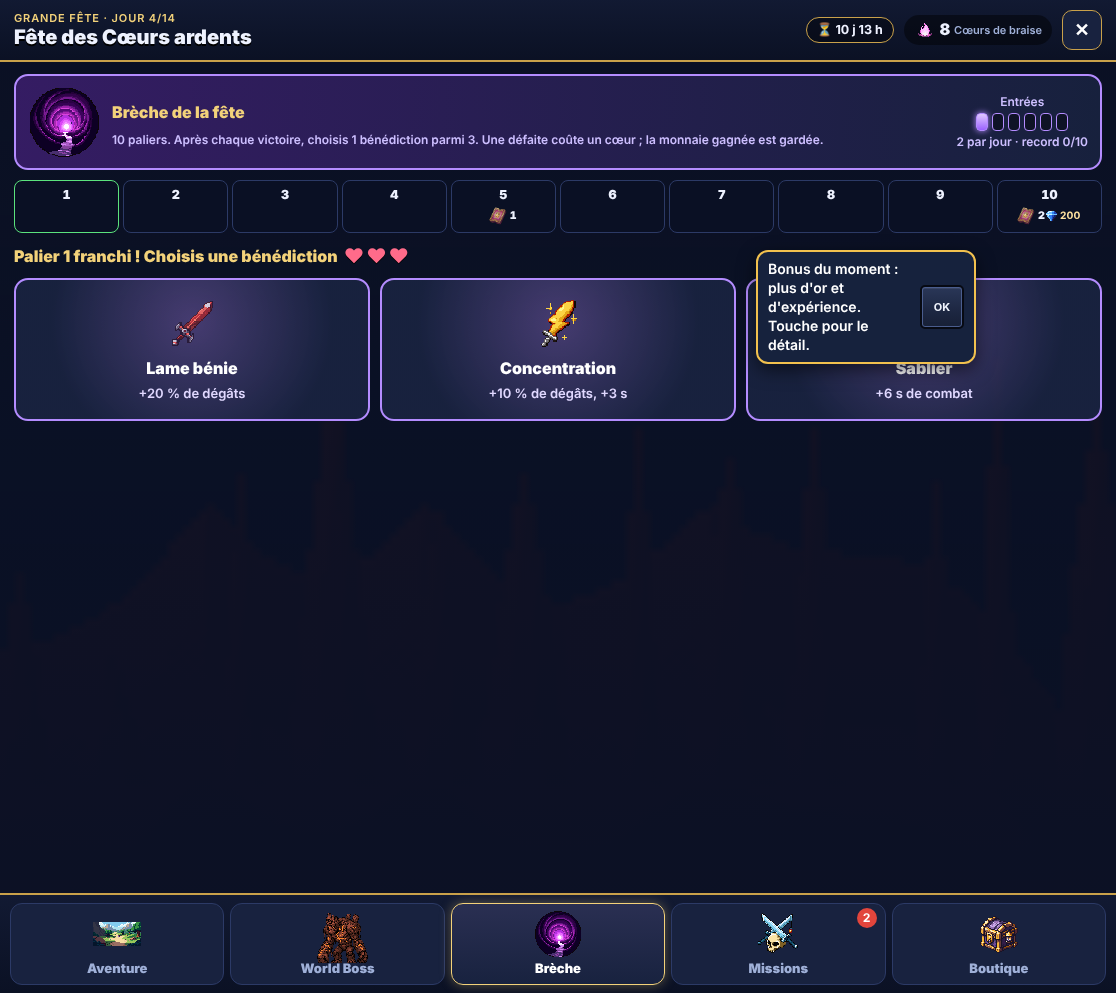 GRANDE FÊTE · JOUR 4/14
Fête des Cœurs ardents
10 j 13 h
8 Cœurs de braise
Brèche de la fête
10 paliers. Après chaque victoire, choisis 1 bénédiction parmi 3. Une défaite coûte un cœur ; la monnaie gagnée est gardée.
Entrées
2 par jour · record 0/10
1
2
3
4
5
1
6
7
8
9
10
2 200
Palier 1 franchi ! Choisis une bénédiction
Lame bénie
+20 % de dégâts
Concentration
+10 % de dégâts, +3 s
Bonus du moment :
plus d'or et
d'expérience.
Touche pour le
détail.
OK
Sablier
+6 s de combat
Aventure
World Boss
Brèche
2
Missions
Boutique